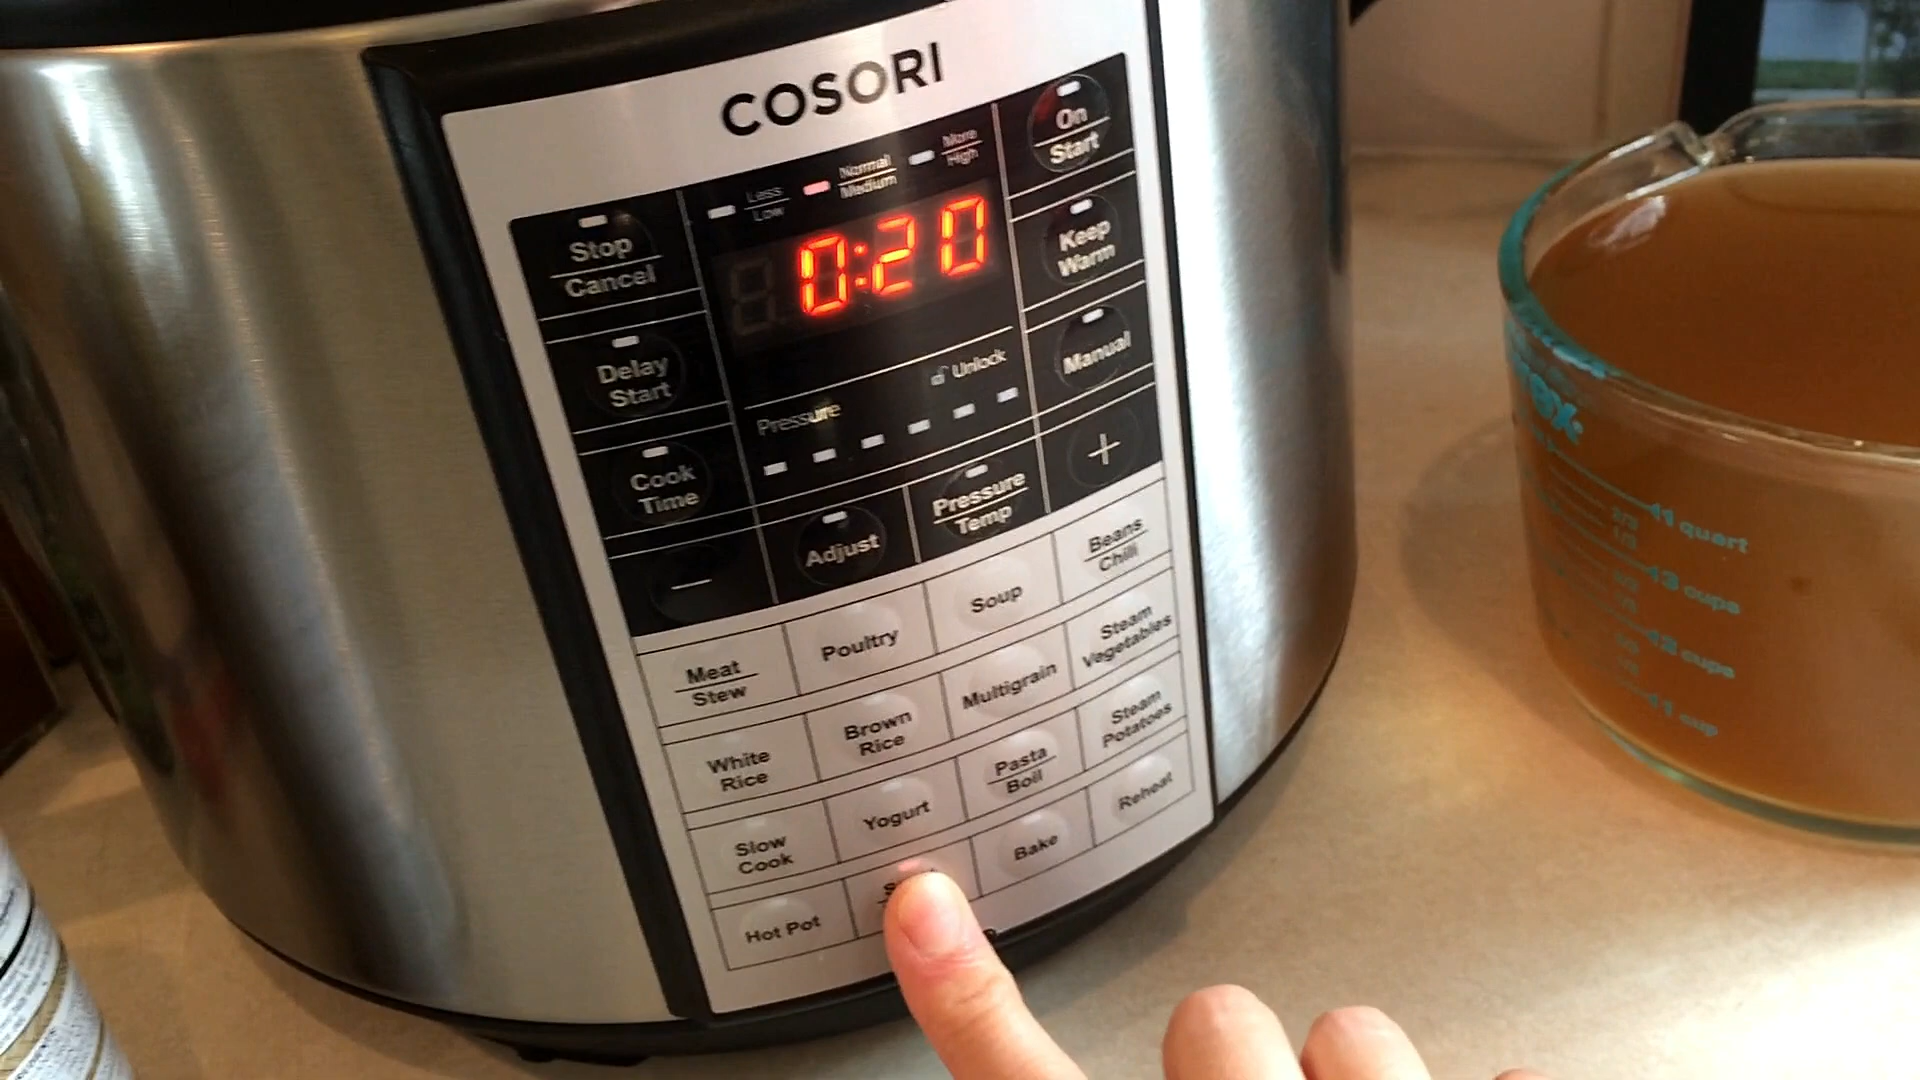 COSORI
Less
Low
Normal
Medium
More
High
On
Start
Stop
Cancel
0:20
Keep
Warm
Delay
Start
Unlock
Manual
Pressure
Cook
Time
+
—
Adjust
Pressure
Temp
Meat
Stew
Poultry
Soup
Beans
Chili
White
Rice
Brown
Rice
Multigrain
Steam
Vegetables
Slow
Cook
Yogurt
Pasta
Boil
Steam
Potatoes
Hot Pot
Bake
Reheat
1 quart
3 cups
2 cups
1 cup